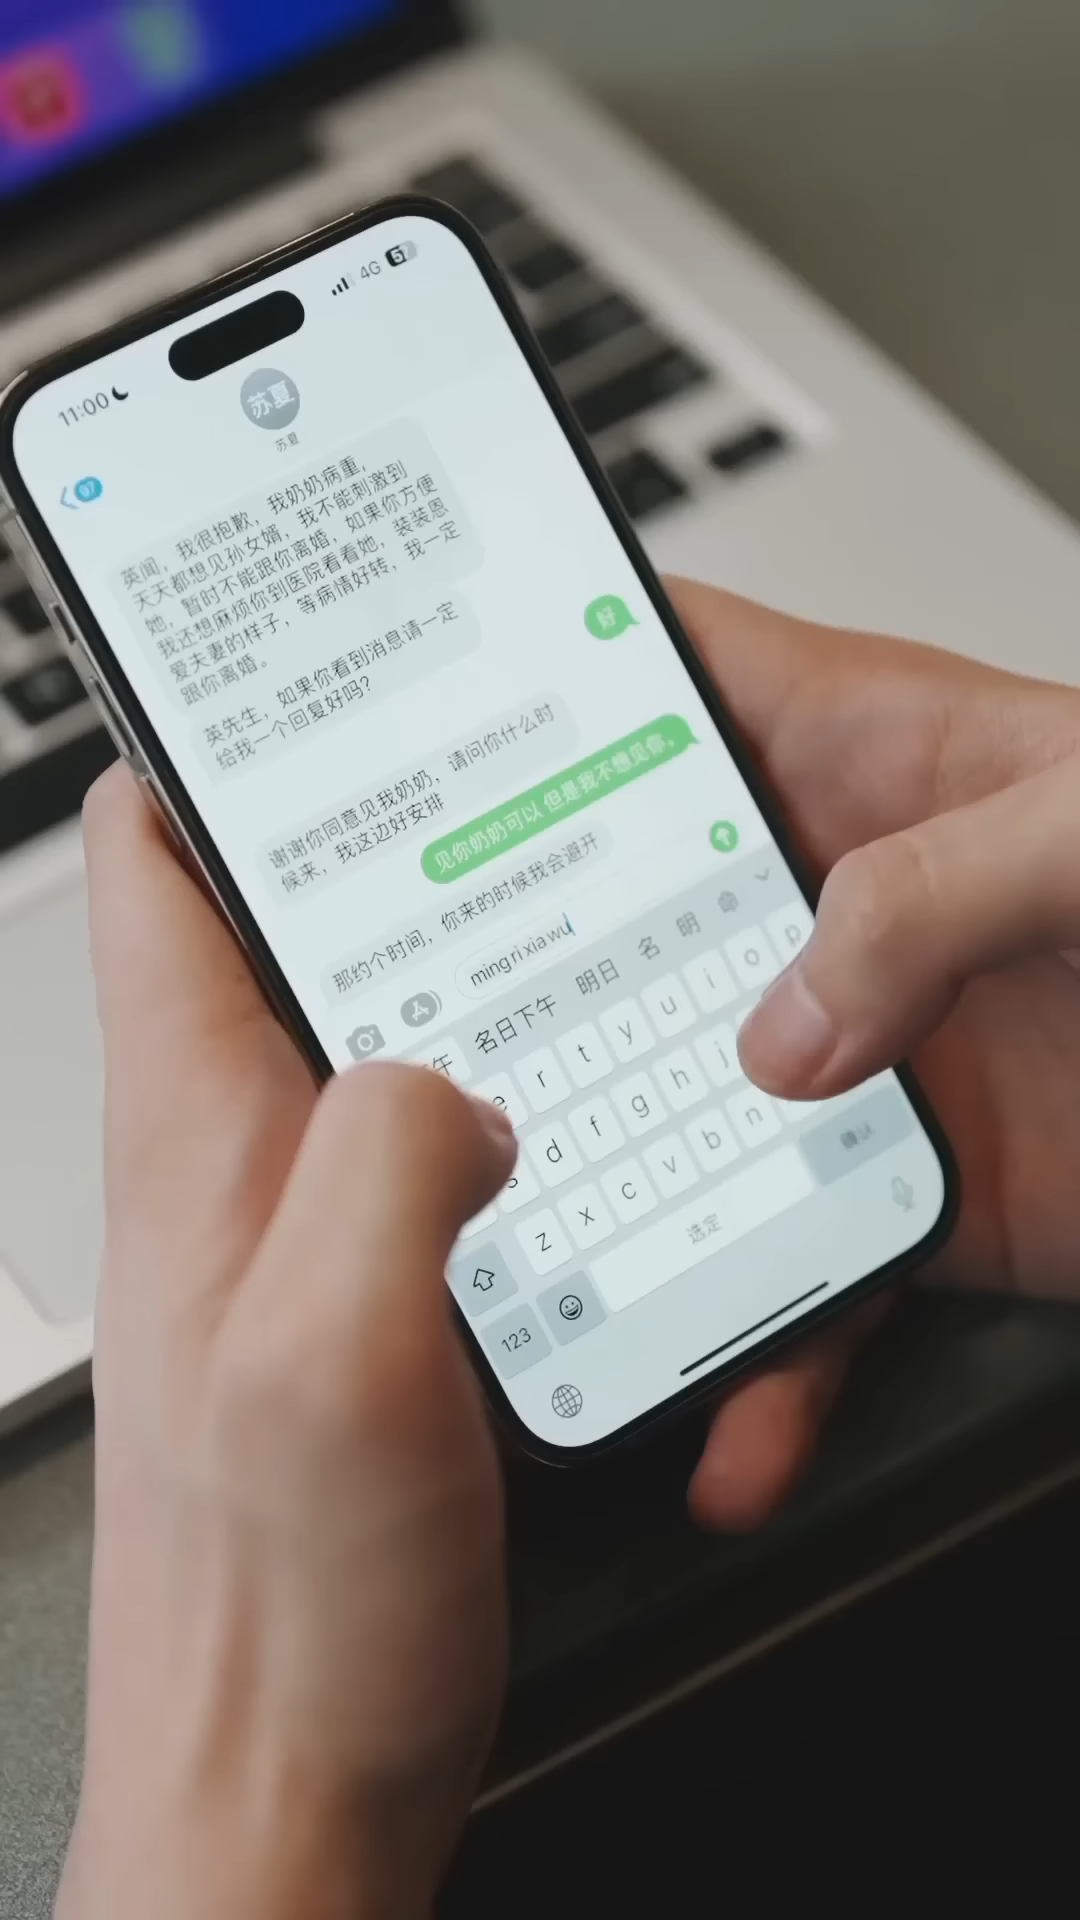 11:00
4G 57
97
苏夏
苏夏
英闻，我很抱歉，我奶奶病重，
天天都想见孙女婿，我不能刺激到
她，暂时不能跟你离婚，如果你方便
我还想麻烦你到医院看看她，装装恩
爱夫妻的样子，等病情好转，我一定
跟你离婚。
英先生，如果你看到消息请一定
给我一个回复好吗？
好
谢谢你同意见我奶奶，请问你什么时
候来，我这边好安排
见你奶奶可以 但是我不想见你。
那约个时间，你来的时候我会避开
ming ri xia wu
午 名日下午 明日 名 明 命
e r t y u i o p
s d f g h j
z x c v b n
123 选定 确认